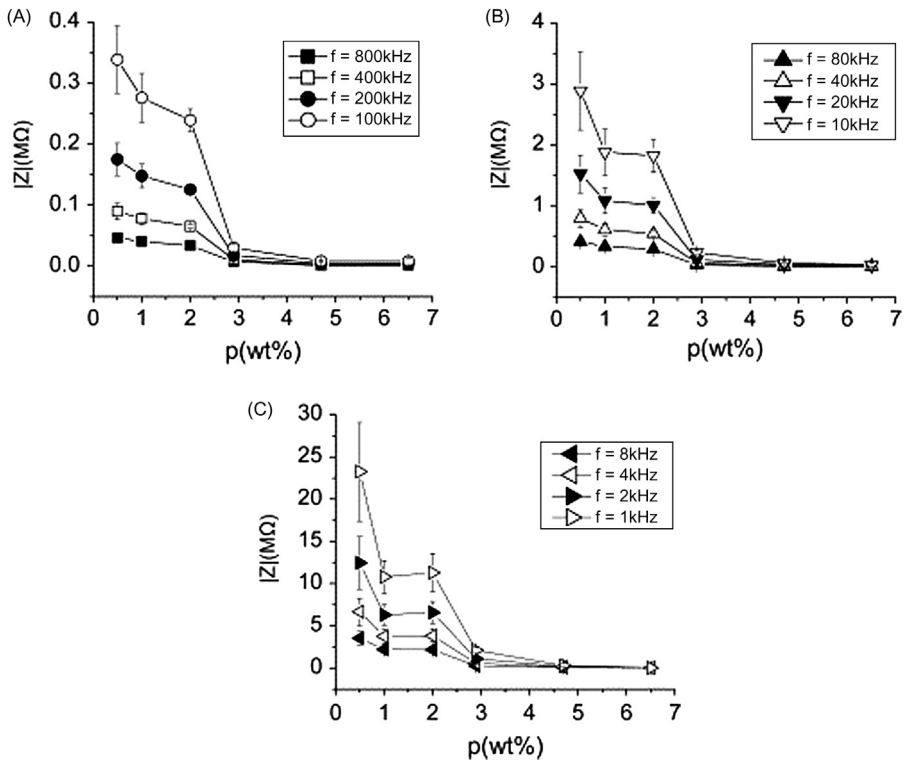 (A)
0.4
0.3
0.2
0.1
0.0
|Z|(MΩ)
0 1 2 3 4 5 6 7
p(wt%)
f = 800kHz
f = 400kHz
f = 200kHz
f = 100kHz
(B)
4
3
2
1
0
|Z|(MΩ)
0 1 2 3 4 5 6 7
p(wt%)
f = 80kHz
f = 40kHz
f = 20kHz
f = 10kHz
(C)
30
25
20
15
10
5
0
|Z|(MΩ)
0 1 2 3 4 5 6 7
p(wt%)
f = 8kHz
f = 4kHz
f = 2kHz
f = 1kHz